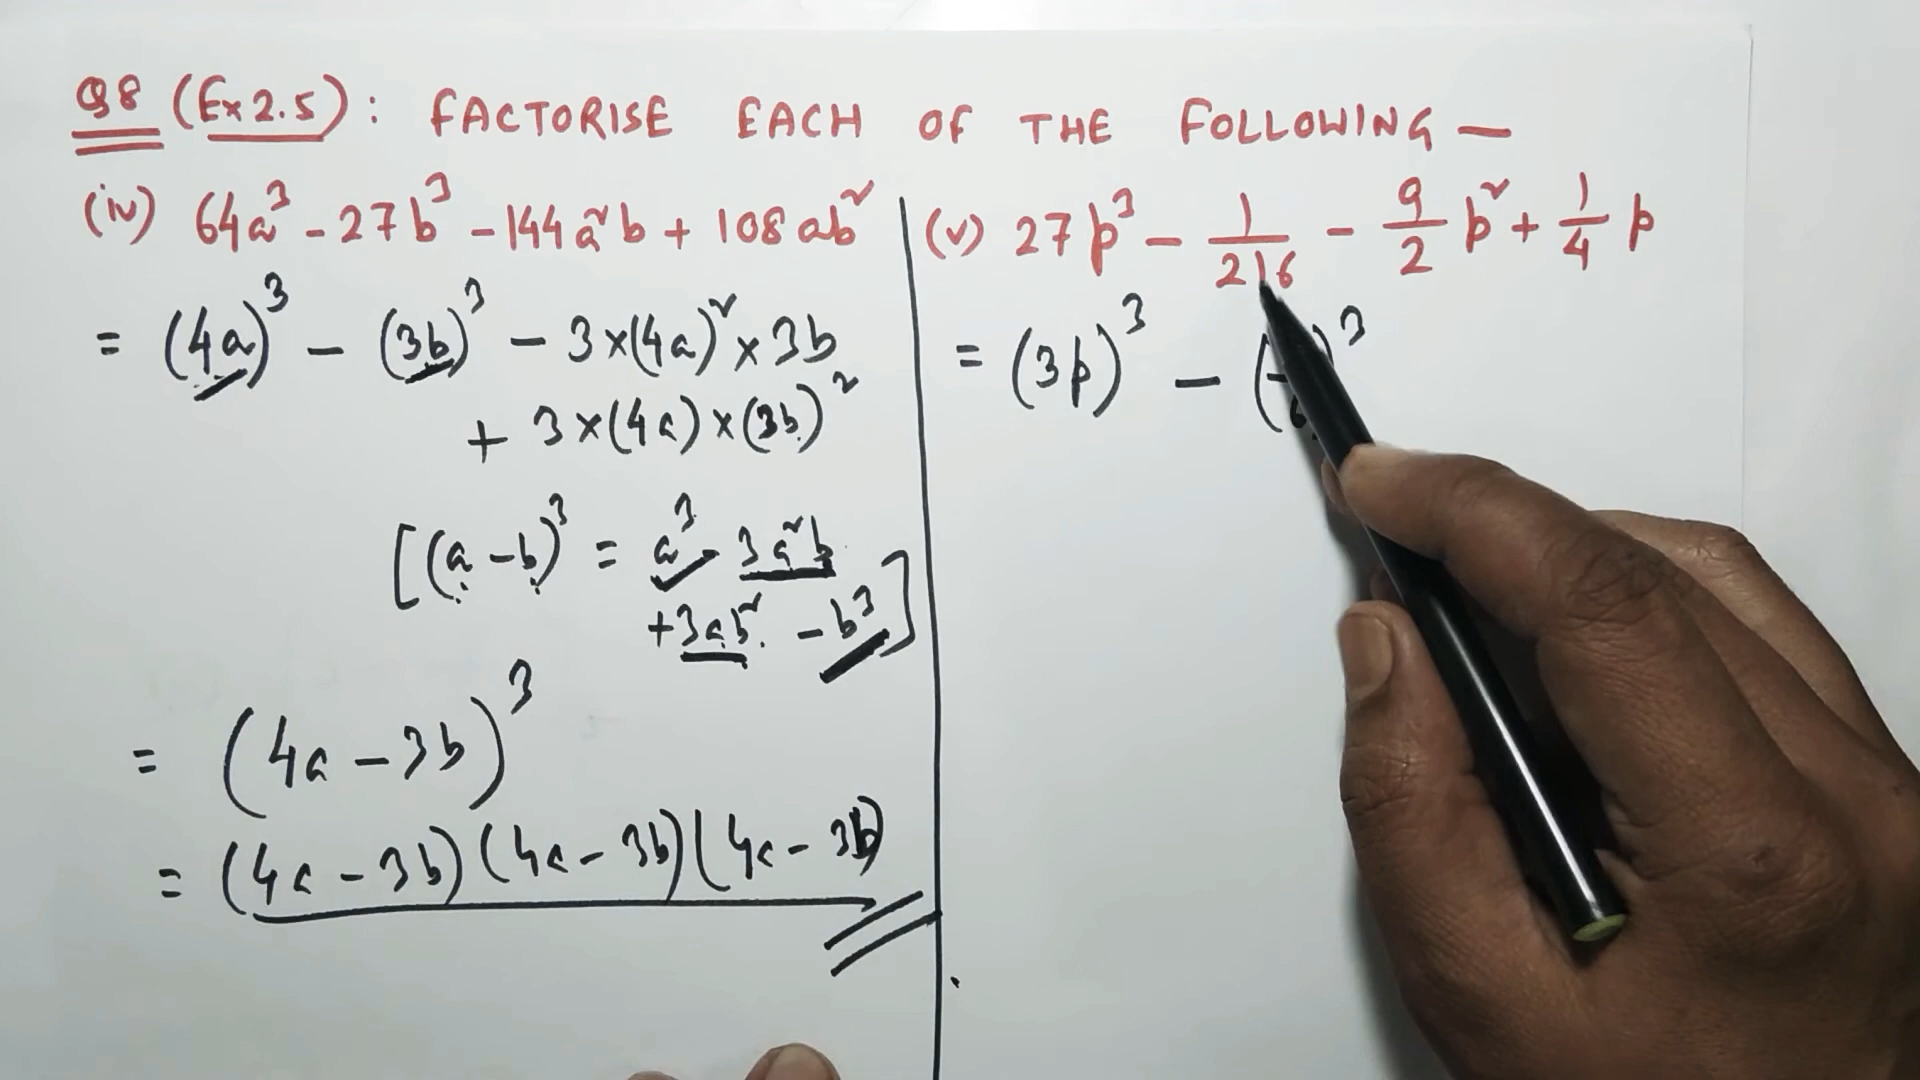 Q8 (Ex 2.5) : FACTORISE EACH OF THE FOLLOWING —
(iv) 64a³ - 27b³ - 144a²b + 108ab²
= (4a)³ - (3b)³ - 3×(4a)²×3b
+ 3×(4a)×(3b)²
[(a-b)³ = a³ - 3a²b
+3ab² - b³]
= (4a - 3b)³
= (4a - 3b)(4a - 3b)(4a - 3b)
(v) 27p³ - 1/216 - 9/2 p² + 1/4 p
= (3p)³ - ( /6)³